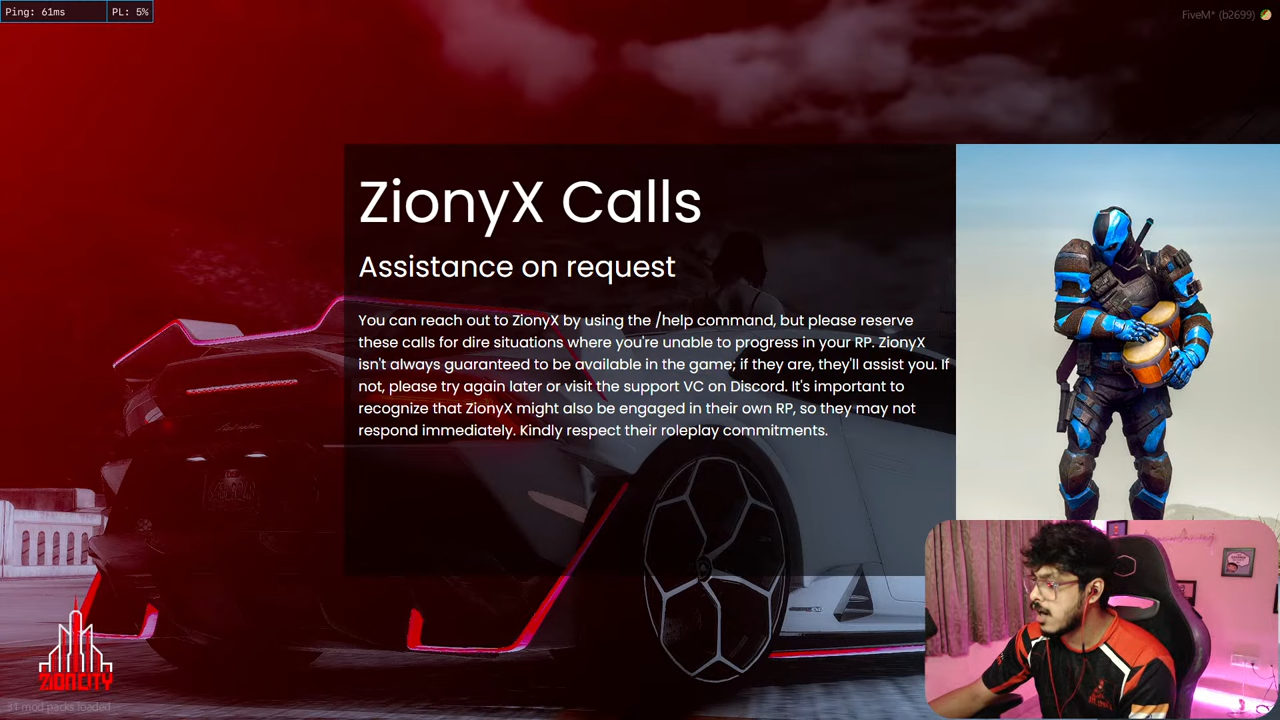 Ping: 61ms
PL: 5%
FiveM* (b2699)
ZionyX Calls
Assistance on request
You can reach out to ZionyX by using the /help command, but please reserve
these calls for dire situations where you're unable to progress in your RP. ZionyX
isn't always guaranteed to be available in the game; if they are, they'll assist you. If
not, please try again later or visit the support VC on Discord. It's important to
recognize that ZionyX might also be engaged in their own RP, so they may not
respond immediately. Kindly respect their roleplay commitments.
ZION CITY
31 mod packs loaded